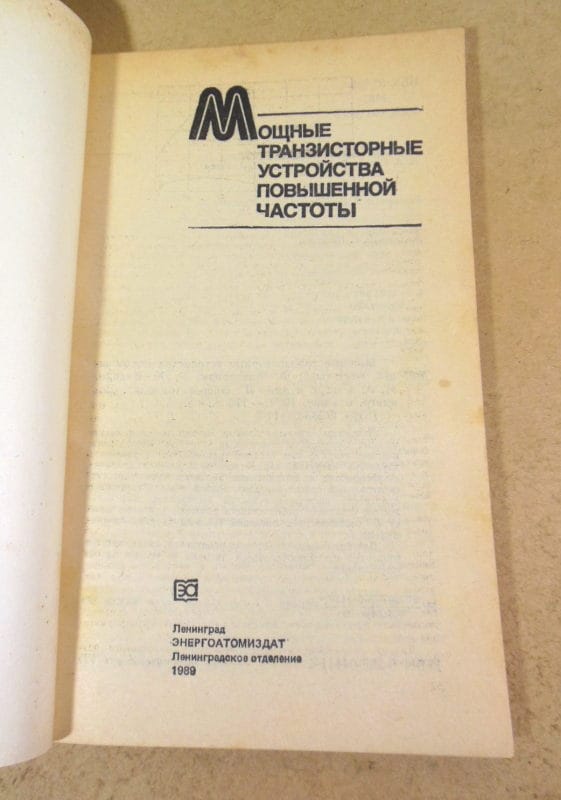 Мощные
транзисторные
устройства
повышенной
частоты
ЭА
Ленинград
ЭНЕРГОАТОМИЗДАТ
Ленинградское отделение
1989